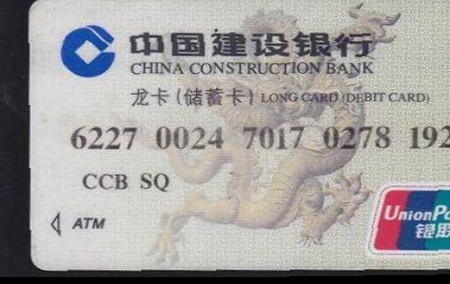 中国建设银行
CHINA CONSTRUCTION BANK
龙卡(储蓄卡) LONG CARD (DEBIT CARD)
6227 0024 7017 0278 192
CCB SQ
ATM
UnionPa
银联